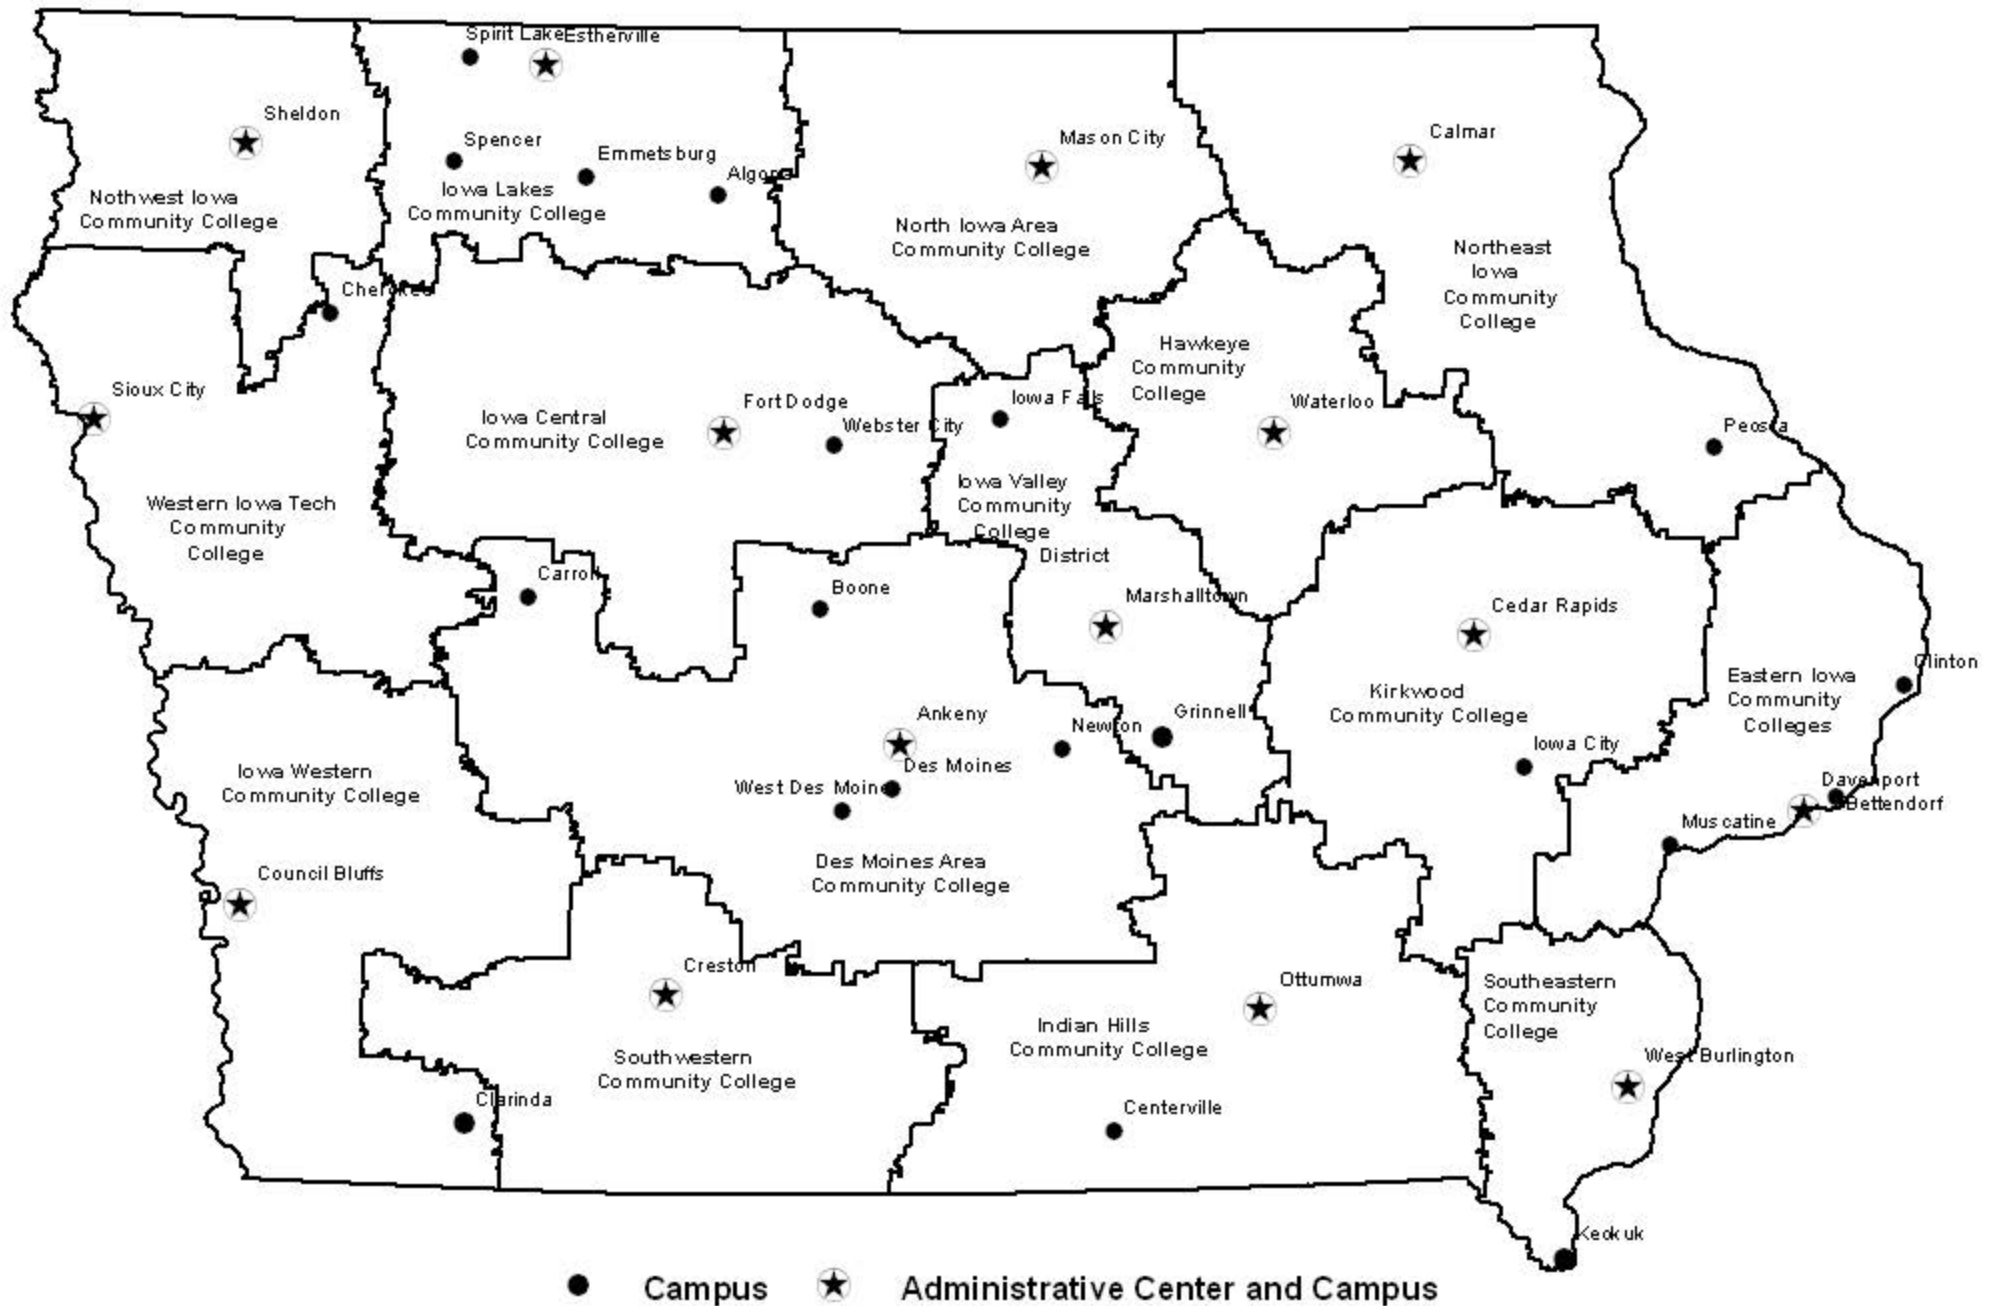 Spirit Lake
Estherville
Sheldon
Spencer
Emmetsburg
Algona
Mason City
Calmar
Nothwest Iowa
Community College
Iowa Lakes
Community College
North Iowa Area
Community College
Northeast
Iowa
Community
College
Cherokee
Hawkeye
Community
College
Sioux City
Iowa Central
Community College
Fort Dodge
Webster City
Iowa Falls
Waterloo
Peosta
Western Iowa Tech
Community
College
Iowa Valley
Community
College
District
Carroll
Boone
Marshalltown
Cedar Rapids
Clinton
Eastern Iowa
Community
Colleges
Kirkwood
Community College
Ankeny
Newton
Grinnell
Iowa City
Des Moines
West Des Moines
Iowa Western
Community College
Davenport
Bettendorf
Muscatine
Des Moines Area
Community College
Council Bluffs
Creston
Ottumwa
Southeastern
Community
College
Indian Hills
Community College
Southwestern
Community College
West Burlington
Clarinda
Centerville
Keokuk
Campus
Administrative Center and Campus